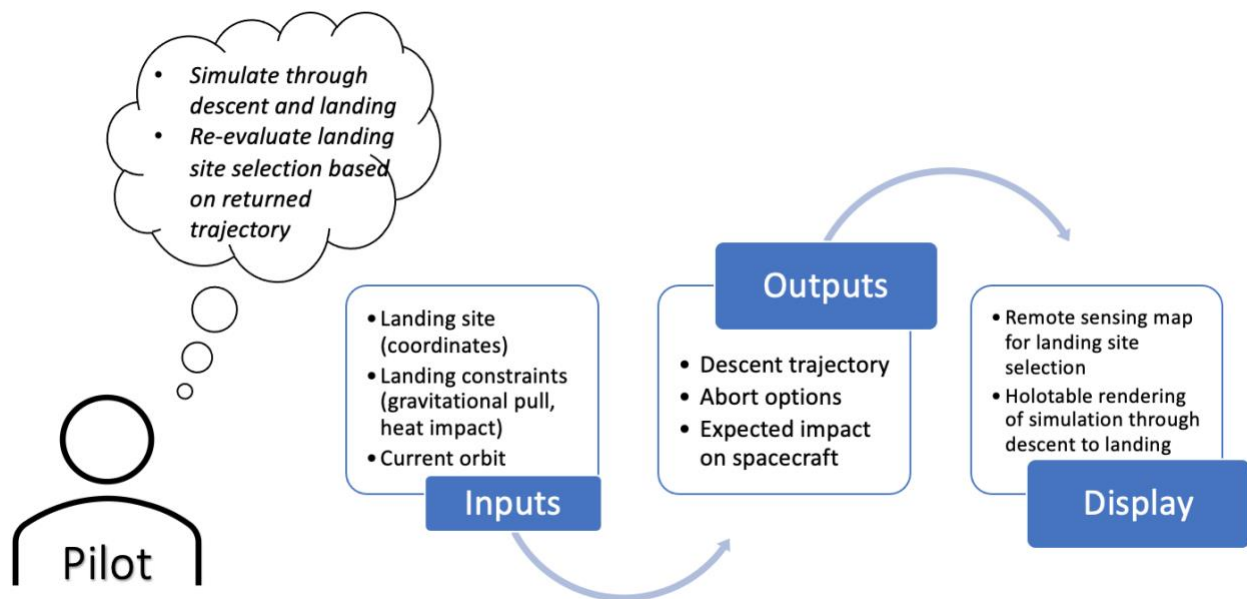 • Simulate through
descent and landing
• Re-evaluate landing
site selection based
on returned
trajectory
Pilot
• Landing site
(coordinates)
• Landing constraints
(gravitational pull,
heat impact)
• Current orbit
Inputs
Outputs
• Descent trajectory
• Abort options
• Expected impact
on spacecraft
• Remote sensing map
for landing site
selection
• Holotable rendering
of simulation through
descent to landing
Display